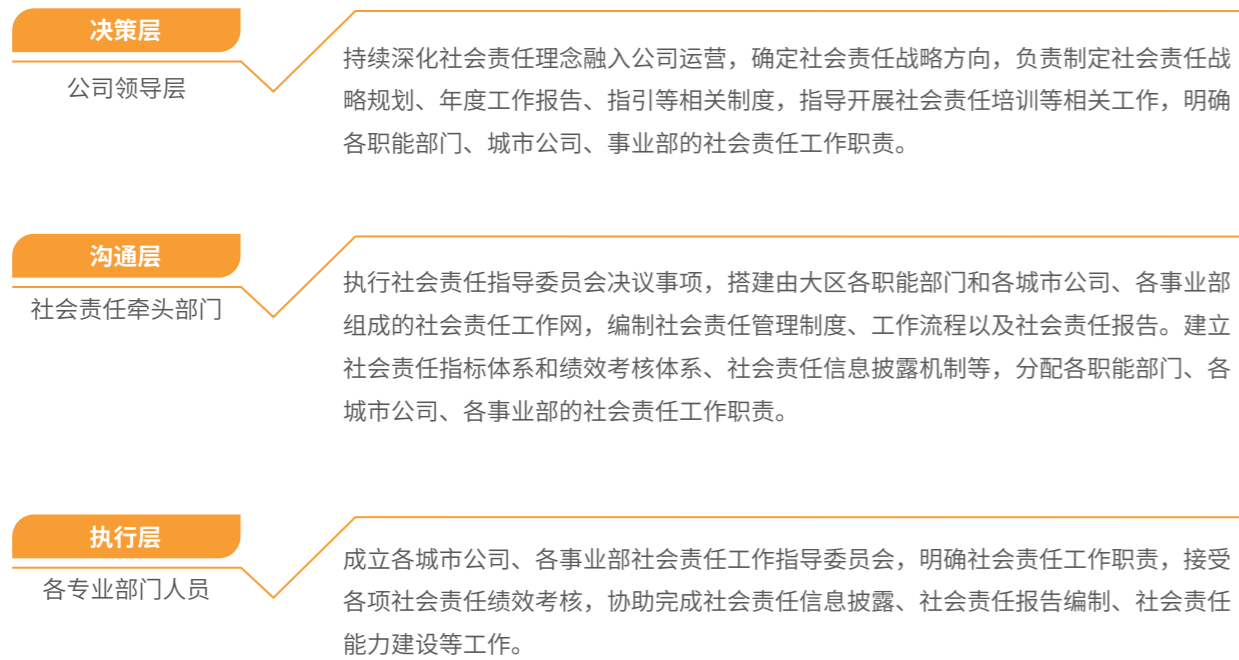 决策层
公司领导层
持续深化社会责任理念融入公司运营，确定社会责任战略方向，负责制定社会责任战
略规划、年度工作报告、指引等相关制度，指导开展社会责任培训等相关工作，明确
各职能部门、城市公司、事业部的社会责任工作职责。
沟通层
社会责任牵头部门
执行社会责任指导委员会决议事项，搭建由大区各职能部门和各城市公司、各事业部
组成的社会责任工作网，编制社会责任管理制度、工作流程以及社会责任报告。建立
社会责任指标体系和绩效考核体系、社会责任信息披露机制等，分配各职能部门、各
城市公司、各事业部的社会责任工作职责。
执行层
各专业部门人员
成立各城市公司、各事业部社会责任工作指导委员会，明确社会责任工作职责，接受
各项社会责任绩效考核，协助完成社会责任信息披露、社会责任报告编制、社会责任
能力建设等工作。